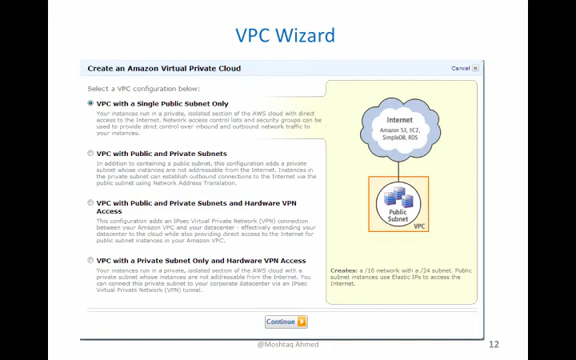 VPC Wizard
Create an Amazon Virtual Private Cloud
Cancel
Select a VPC configuration below:
VPC with a Single Public Subnet Only
Your instances run in a private, isolated section of the AWS cloud with direct
access to the Internet. Network access control lists and security groups can be
used to provide strict control over inbound and outbound network traffic to
your instances.
VPC with Public and Private Subnets
In addition to containing a public subnet, this configuration adds a private
subnet whose instances are not addressable from the Internet. Instances in
the private subnet can establish outbound connections to the Internet via the
public subnet using Network Address Translation.
VPC with Public and Private Subnets and Hardware VPN
Access
This configuration adds an IPsec Virtual Private Network (VPN) connection
between your Amazon VPC and your datacenter - effectively extending your
datacenter to the cloud while also providing direct access to the Internet for
public subnet instances in your Amazon VPC.
VPC with a Private Subnet Only and Hardware VPN Access
Your instances run in a private, isolated section of the AWS cloud with a
private subnet whose instances are not addressable from the Internet. You
can connect this private subnet to your corporate datacenter via an IPsec
Virtual Private Network (VPN) tunnel.
Internet
Amazon S3, EC2,
SimpleDB, RDS
Public
Subnet
VPC
Creates: a /16 network with a /24 subnet. Public
subnet instances use Elastic IPs to access the
Internet.
Continue
@Moshtaq Ahmed
12